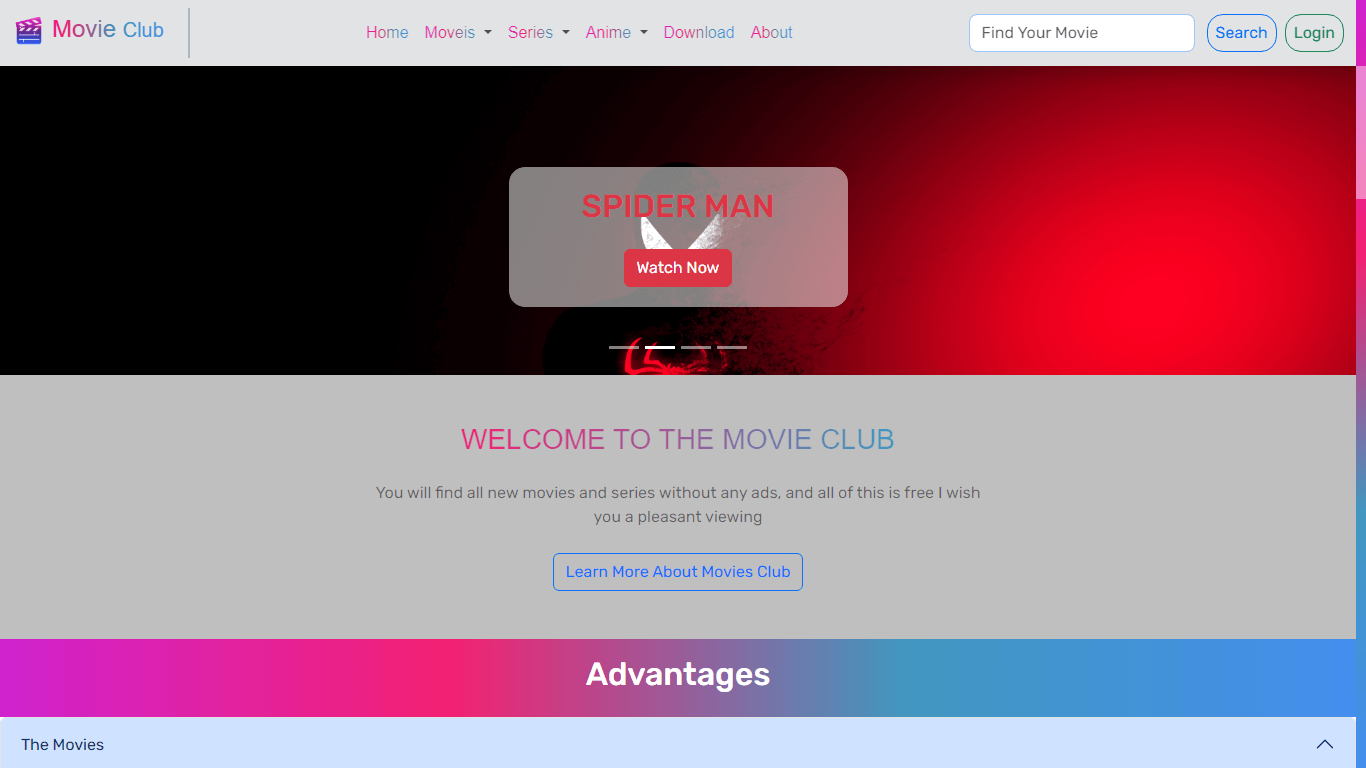 Movie Club
Home Moveis Series Anime Download About
Find Your Movie
Search
Login
SPIDER MAN
Watch Now
WELCOME TO THE MOVIE CLUB
You will find all new movies and series without any ads, and all of this is free I wish
you a pleasant viewing
Learn More About Movies Club
Advantages
The Movies